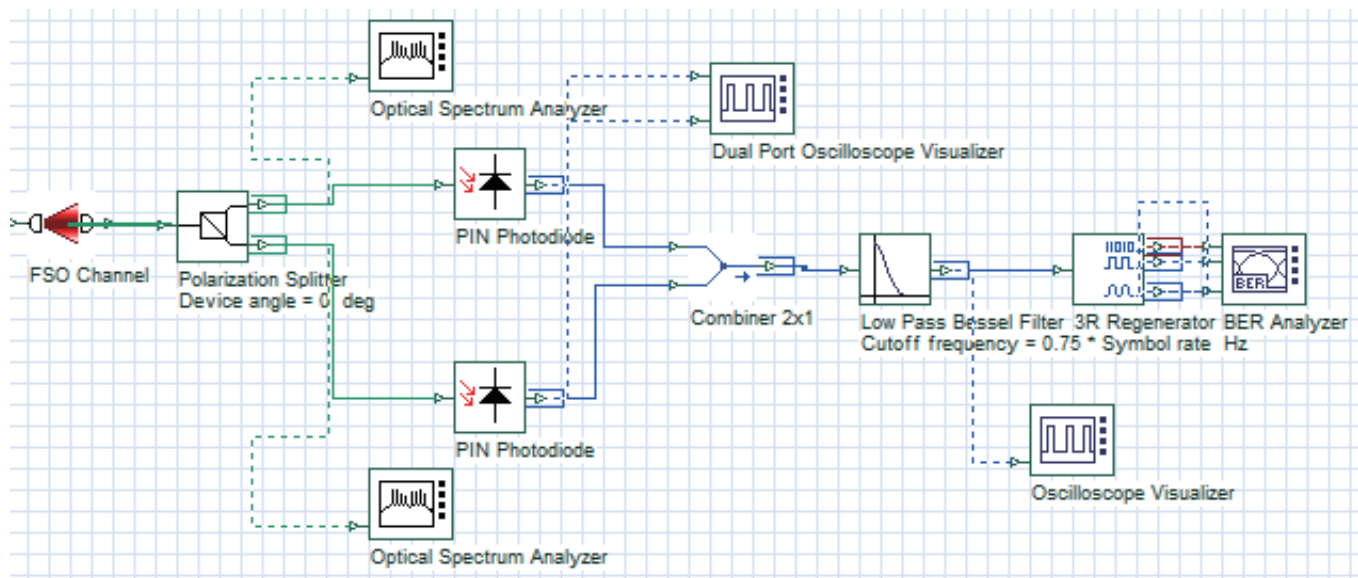 Optical Spectrum Analyzer
Dual Port Oscilloscope Visualizer
PIN Photodiode
FSO Channel
Polarization Splitter
Device angle = 0 deg
Combiner 2x1
11010
BER
Low Pass Bessel Filter 3R Regenerator BER Analyzer
Cutoff frequency = 0.75 * Symbol rate Hz
PIN Photodiode
Oscilloscope Visualizer
Optical Spectrum Analyzer